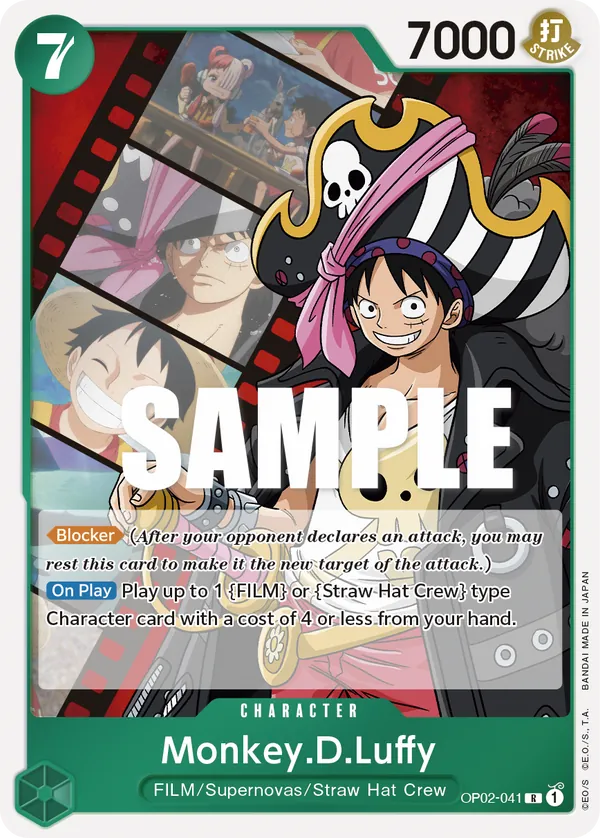 7
7000
打
STRIKE
SAMPLE
Blocker (After your opponent declares an attack, you may
rest this card to make it the new target of the attack.)
On Play Play up to 1 {FILM} or {Straw Hat Crew} type
Character card with a cost of 4 or less from your hand.
CHARACTER
Monkey.D.Luffy
FILM/Supernovas/Straw Hat Crew
OP02-041 R 1
©E/S ©E.O./S., T.A. BANDAI MADE IN JAPAN